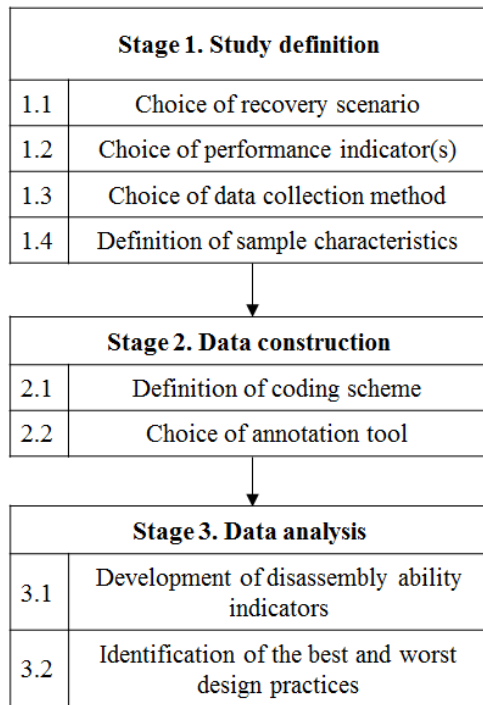 Stage 1. Study definition
1.1 Choice of recovery scenario
1.2 Choice of performance indicator(s)
1.3 Choice of data collection method
1.4 Definition of sample characteristics
Stage 2. Data construction
2.1 Definition of coding scheme
2.2 Choice of annotation tool
Stage 3. Data analysis
3.1 Development of disassembly ability
indicators
3.2 Identification of the best and worst
design practices